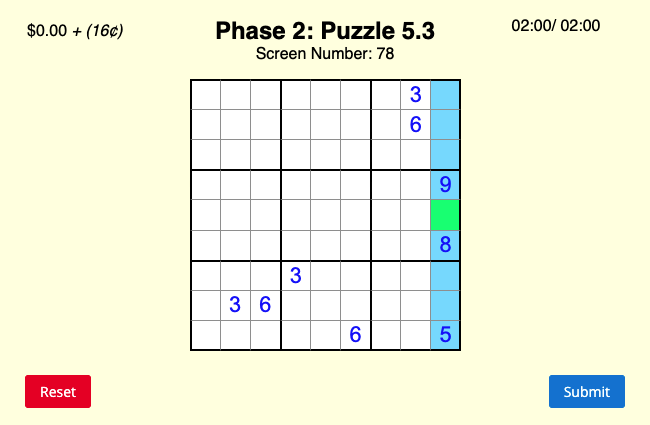 $0.00 + (16¢)
Phase 2: Puzzle 5.3
02:00/ 02:00
Screen Number: 78
3
6
9
8
3
3 6
6 5
Reset
Submit